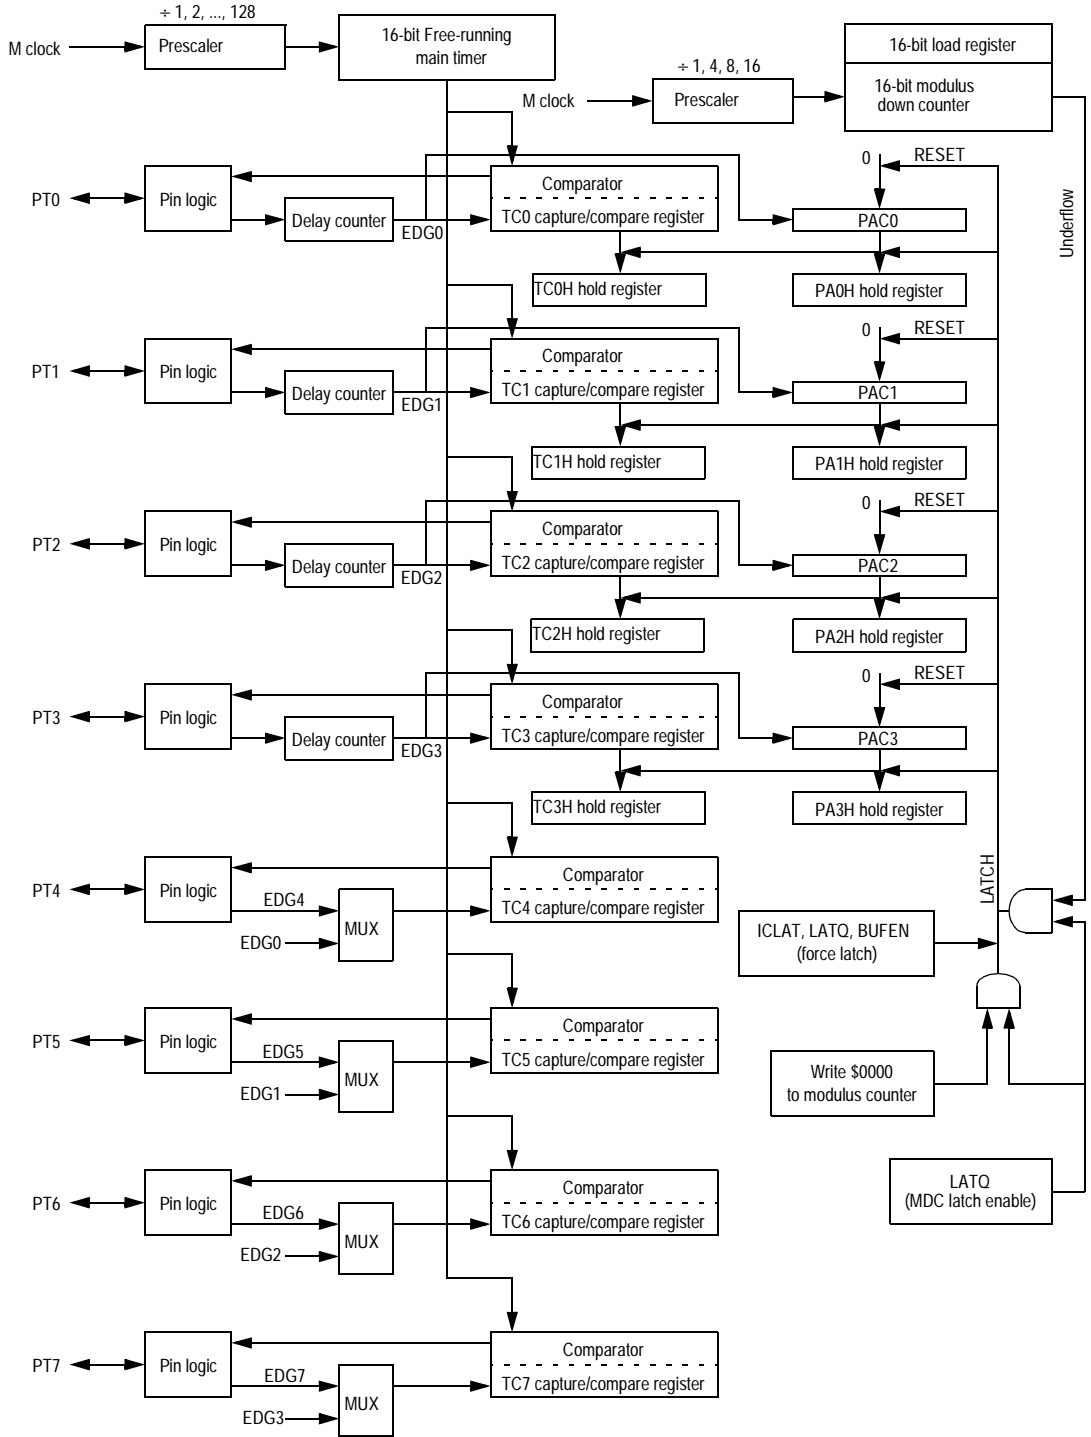 ÷ 1, 2, ..., 128
M clock
Prescaler
16-bit Free-running
main timer
÷ 1, 4, 8, 16
M clock
Prescaler
16-bit load register
16-bit modulus
down counter
Underflow
PT0
Pin logic
Delay counter
EDG0
Comparator
TC0 capture/compare register
TC0H hold register
0
RESET
PAC0
PA0H hold register
PT1
Pin logic
Delay counter
EDG1
Comparator
TC1 capture/compare register
TC1H hold register
0
RESET
PAC1
PA1H hold register
PT2
Pin logic
Delay counter
EDG2
Comparator
TC2 capture/compare register
TC2H hold register
0
RESET
PAC2
PA2H hold register
PT3
Pin logic
Delay counter
EDG3
Comparator
TC3 capture/compare register
TC3H hold register
0
RESET
PAC3
PA3H hold register
LATCH
PT4
Pin logic
EDG4
EDG0
MUX
Comparator
TC4 capture/compare register
ICLAT, LATQ, BUFEN
(force latch)
PT5
Pin logic
EDG5
EDG1
MUX
Comparator
TC5 capture/compare register
Write $0000
to modulus counter
PT6
Pin logic
EDG6
EDG2
MUX
Comparator
TC6 capture/compare register
LATQ
(MDC latch enable)
PT7
Pin logic
EDG7
EDG3
MUX
Comparator
TC7 capture/compare register